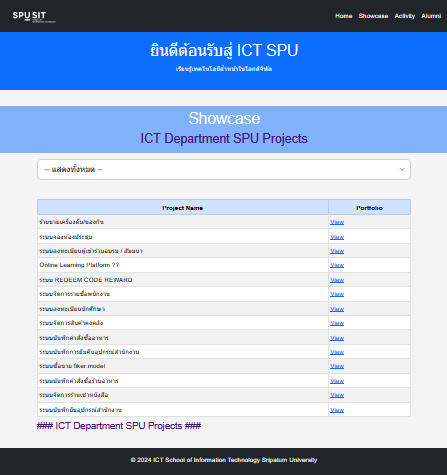 SPU SIT
Home Showcase Activity Alumni
ยินดีต้อนรับสู่ ICT SPU
เรียนรู้เทคโนโลยีล้ำหน้าในโลกดิจิทัล
Showcase
ICT Department SPU Projects
-- แสดงทั้งหมด --
Project Name Portfolio
ร้านขายเครื่องดื่ม/ของกิน View
ระบบจองห้องประชุม View
ระบบลงทะเบียนผู้เข้าร่วมอบรม / สัมมนา View
Online Learning Platform ?? View
ระบบ REDEEM CODE REWARD View
ระบบจัดการรายชื่อพนักงาน View
ระบบลงทะเบียนนักศึกษา View
ระบบจัดการสินค้าคงคลัง View
ระบบบันทึกคำสั่งซื้ออาหาร View
ระบบบันทึกการยืมคืนอุปกรณ์สำนักงาน View
ระบบซื้อขาย fiker model View
ระบบบันทึกคำสั่งซื้อร้านอาหาร View
ระบบจัดการร้านเช่าหนังสือ View
ระบบบันทึกยืมอุปกรณ์สำนักงาน View
### ICT Department SPU Projects ###
© 2024 ICT School of Information Technology Sripatum University